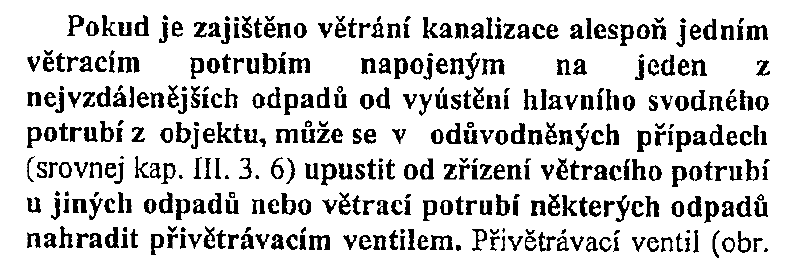 Pokud je zajištěno větrání kanalizace alespoň jedním
větracím potrubím napojeným na jeden z
nejvzdálenějších odpadů od vyústění hlavního svodného
potrubí z objektu, může se v odůvodněných případech
(srovnej kap. III. 3. 6) upustit od zřízení větracího potrubí
u jiných odpadů nebo větrací potrubí některých odpadů
nahradit přivětrávacím ventilem. Přivětrávací ventil (obr.